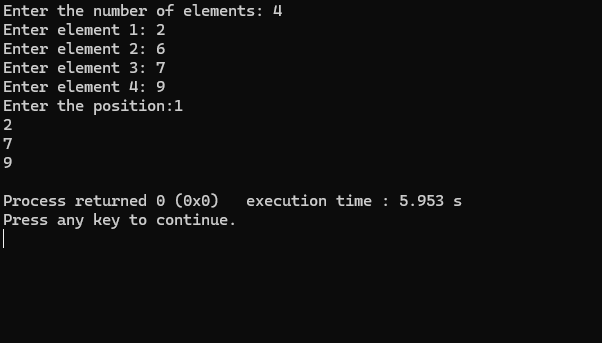 Enter the number of elements: 4
Enter element 1: 2
Enter element 2: 6
Enter element 3: 7
Enter element 4: 9
Enter the position:1
2
7
9
Process returned 0 (0x0)   execution time : 5.953 s
Press any key to continue.